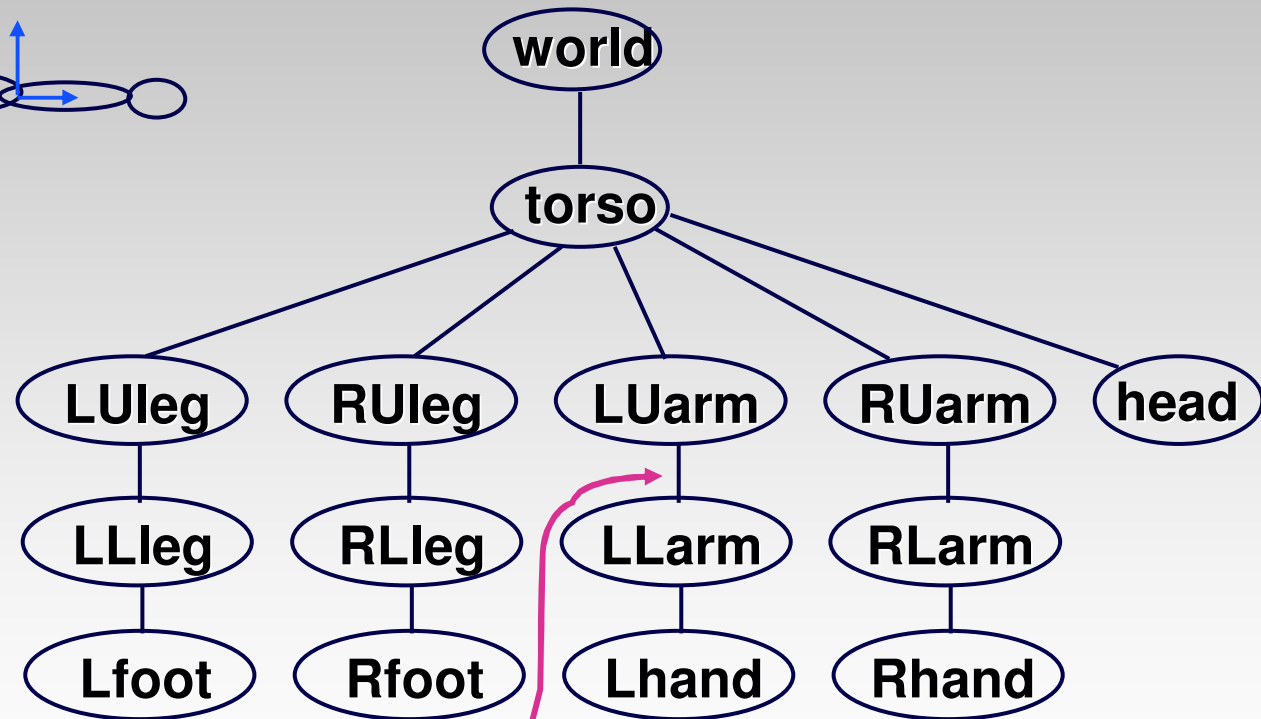 world
torso
LUleg RUleg LUarm RUarm head
LLleg RLleg LLarm RLarm
Lfoot Rfoot Lhand Rhand